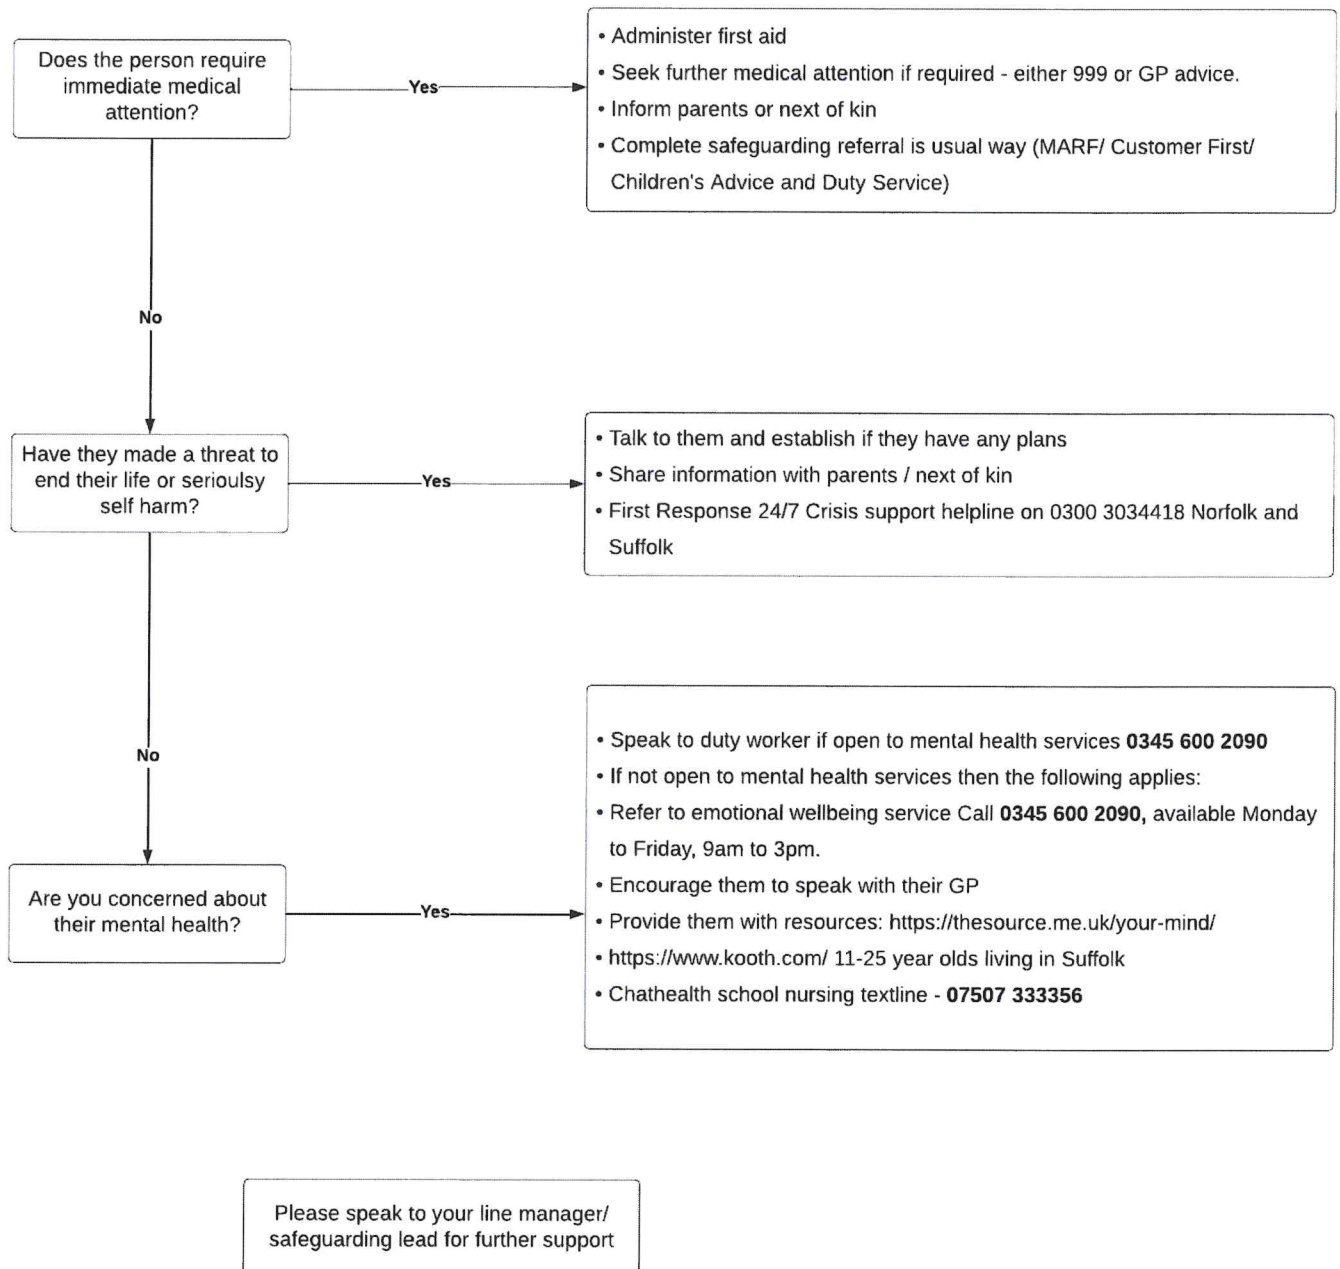 Does the person require
immediate medical
attention?
Yes
• Administer first aid
• Seek further medical attention if required - either 999 or GP advice.
• Inform parents or next of kin
• Complete safeguarding referral is usual way (MARF/ Customer First/
Children's Advice and Duty Service)
No
Have they made a threat to
end their life or serioulsy
self harm?
Yes
• Talk to them and establish if they have any plans
• Share information with parents / next of kin
• First Response 24/7 Crisis support helpline on 0300 3034418 Norfolk and
Suffolk
No
Are you concerned about
their mental health?
Yes
• Speak to duty worker if open to mental health services 0345 600 2090
• If not open to mental health services then the following applies:
• Refer to emotional wellbeing service Call 0345 600 2090, available Monday
to Friday, 9am to 3pm.
• Encourage them to speak with their GP
• Provide them with resources: https://thesource.me.uk/your-mind/
• https://www.kooth.com/ 11-25 year olds living in Suffolk
• Chathealth school nursing textline - 07507 333356
Please speak to your line manager/
safeguarding lead for further support